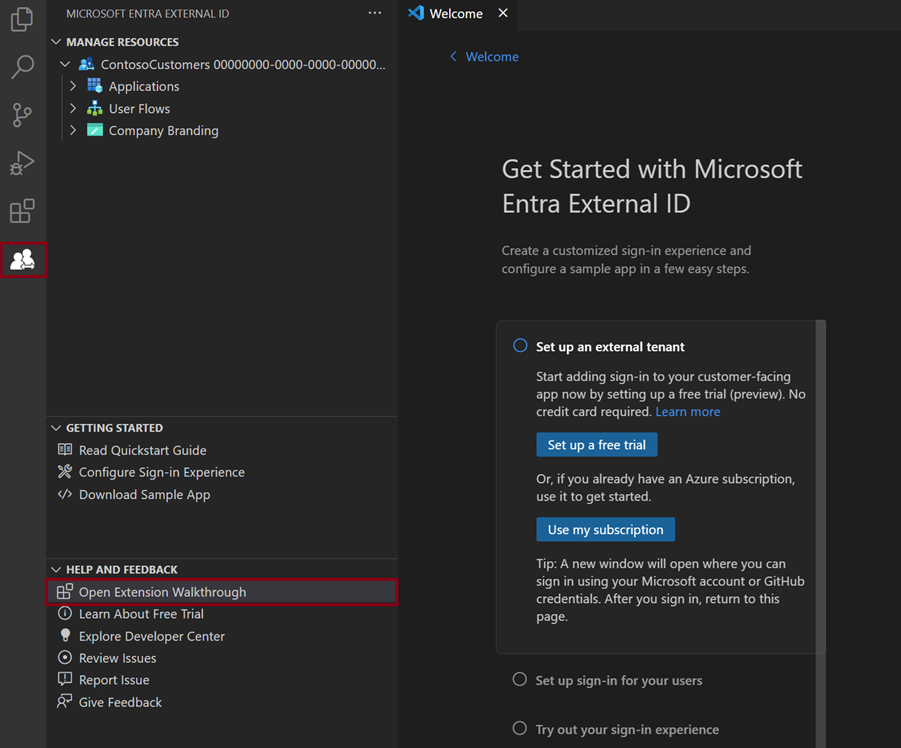 MICROSOFT ENTRA EXTERNAL ID
MANAGE RESOURCES
ContosoCustomers 00000000-0000-0000-00000...
Applications
User Flows
Company Branding
GETTING STARTED
Read Quickstart Guide
Configure Sign-in Experience
Download Sample App
HELP AND FEEDBACK
Open Extension Walkthrough
Learn About Free Trial
Explore Developer Center
Review Issues
Report Issue
Give Feedback
Welcome
Welcome
Get Started with Microsoft
Entra External ID
Create a customized sign-in experience and
configure a sample app in a few easy steps.
Set up an external tenant
Start adding sign-in to your customer-facing
app now by setting up a free trial (preview). No
credit card required. Learn more
Set up a free trial
Or, if you already have an Azure subscription,
use it to get started.
Use my subscription
Tip: A new window will open where you can
sign in using your Microsoft account or GitHub
credentials. After you sign in, return to this
page.
Set up sign-in for your users
Try out your sign-in experience